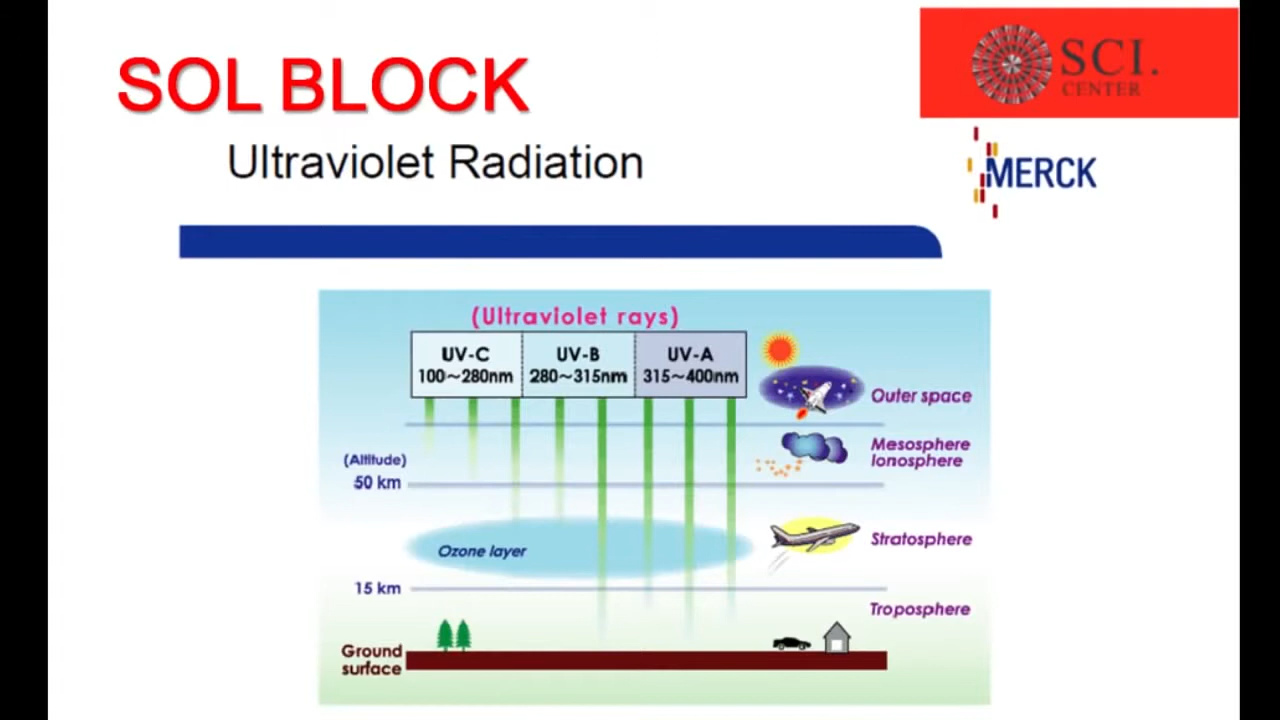 SOL BLOCK
SCI.
CENTER
Ultraviolet Radiation
MERCK
(Ultraviolet rays)
UV-C
100~280nm
UV-B
280~315nm
UV-A
315~400nm
Outer space
Mesosphere
Ionosphere
(Altitude)
50 km
Ozone layer
Stratosphere
15 km
Troposphere
Ground
surface